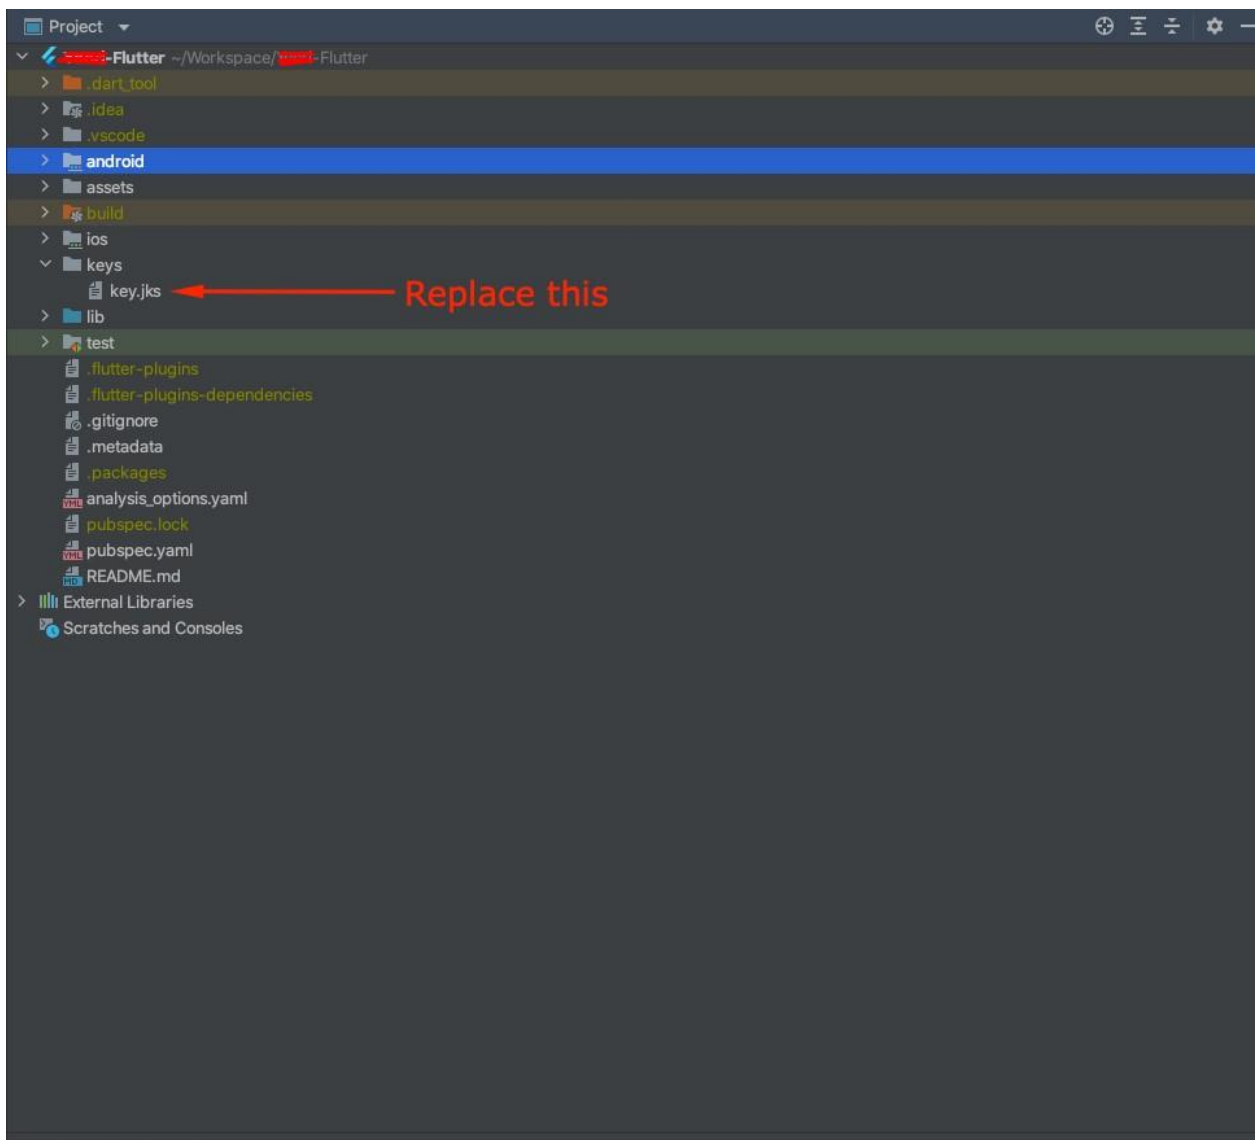 Project
-Flutter ~/Workspace/ -Flutter
.dart_tool
.idea
.vscode
android
assets
build
ios
keys
key.jks Replace this
lib
test
.flutter-plugins
.flutter-plugins-dependencies
.gitignore
.metadata
.packages
analysis_options.yaml
pubspec.lock
pubspec.yaml
README.md
External Libraries
Scratches and Consoles